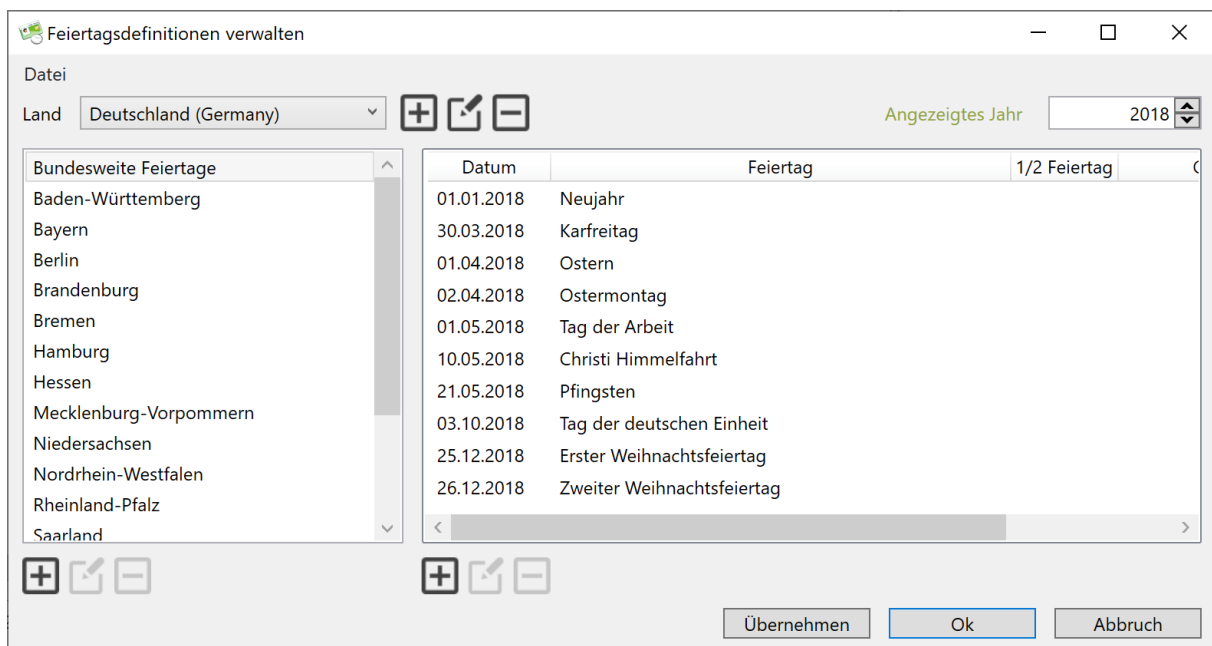 Feiertagsdefinitionen verwalten
Datei
Land Deutschland (Germany) Angezeigtes Jahr 2018
Bundesweite Feiertage
Baden-Württemberg
Bayern
Berlin
Brandenburg
Bremen
Hamburg
Hessen
Mecklenburg-Vorpommern
Niedersachsen
Nordrhein-Westfalen
Rheinland-Pfalz
Saarland
Datum Feiertag 1/2 Feiertag
01.01.2018 Neujahr
30.03.2018 Karfreitag
01.04.2018 Ostern
02.04.2018 Ostermontag
01.05.2018 Tag der Arbeit
10.05.2018 Christi Himmelfahrt
21.05.2018 Pfingsten
03.10.2018 Tag der deutschen Einheit
25.12.2018 Erster Weihnachtsfeiertag
26.12.2018 Zweiter Weihnachtsfeiertag
Übernehmen Ok Abbruch